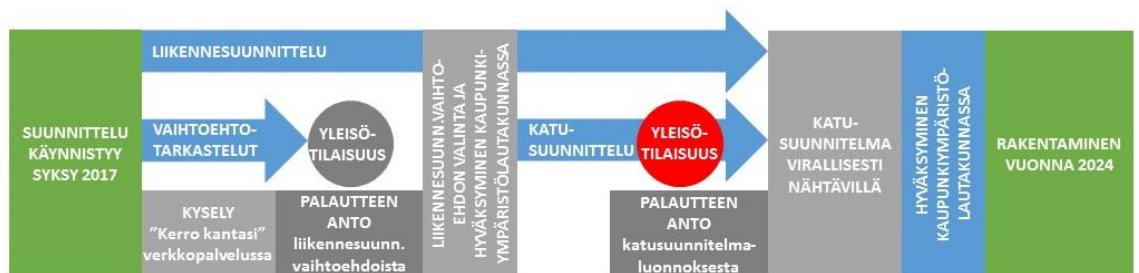 SUUNNITTELU
KÄYNNISTYY
SYKSY 2017
LIIKENNESUUNNITTELU
VAIHTOEHTO-
TARKASTELUT
YLEISÖ-
TILAISUUS
KYSELY
"Kerro kantasi"
verkkopalvelussa
PALAUTTEEN
ANTO
liikennesuunn.
vaihtoehdoista
LIIKENNESUUNN.VAIHTO-
EHDON VALINTA JA
HYVÄKSYMINEN KAUPUNKI-
YMPÄRISTÖLAUTAKUNNASSA
KATU-
SUUNNITTELU
YLEISÖ-
TILAISUUS
PALAUTTEEN
ANTO
katusuunnitelma-
luonnoksesta
KATU-
SUUNNITELMA
VIRALLISESTI
NÄHTÄVILLÄ
HYVÄKSYMINEN
KAUPUNKIYMPÄRISTÖ-
LAUTAKUNNASSA
RAKENTAMINEN
VUONNA 2024